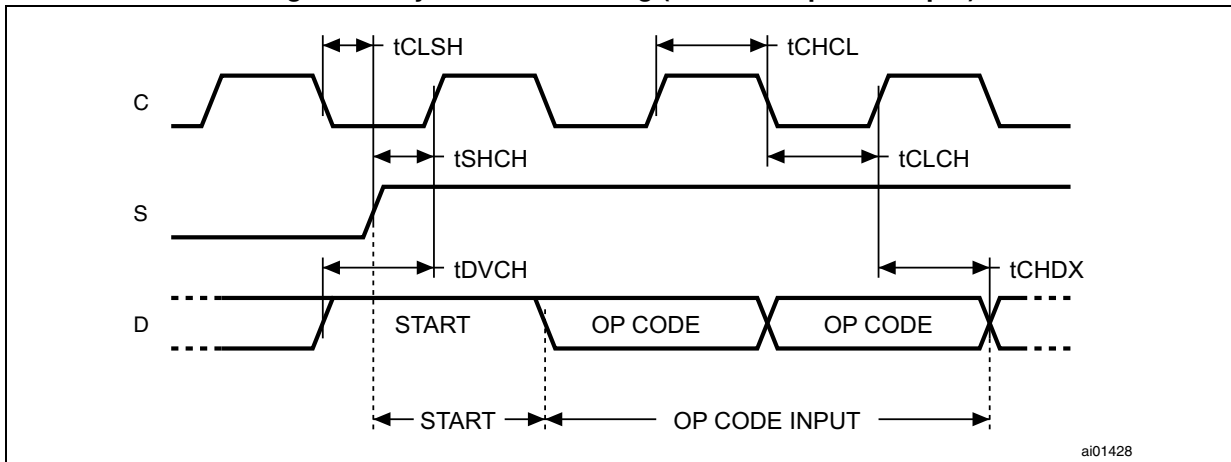 tCLSH
tCHCL
C
tSHCH
tCLCH
S
tDVCH
tCHDX
D
START
OP CODE
OP CODE
START
OP CODE INPUT
ai01428